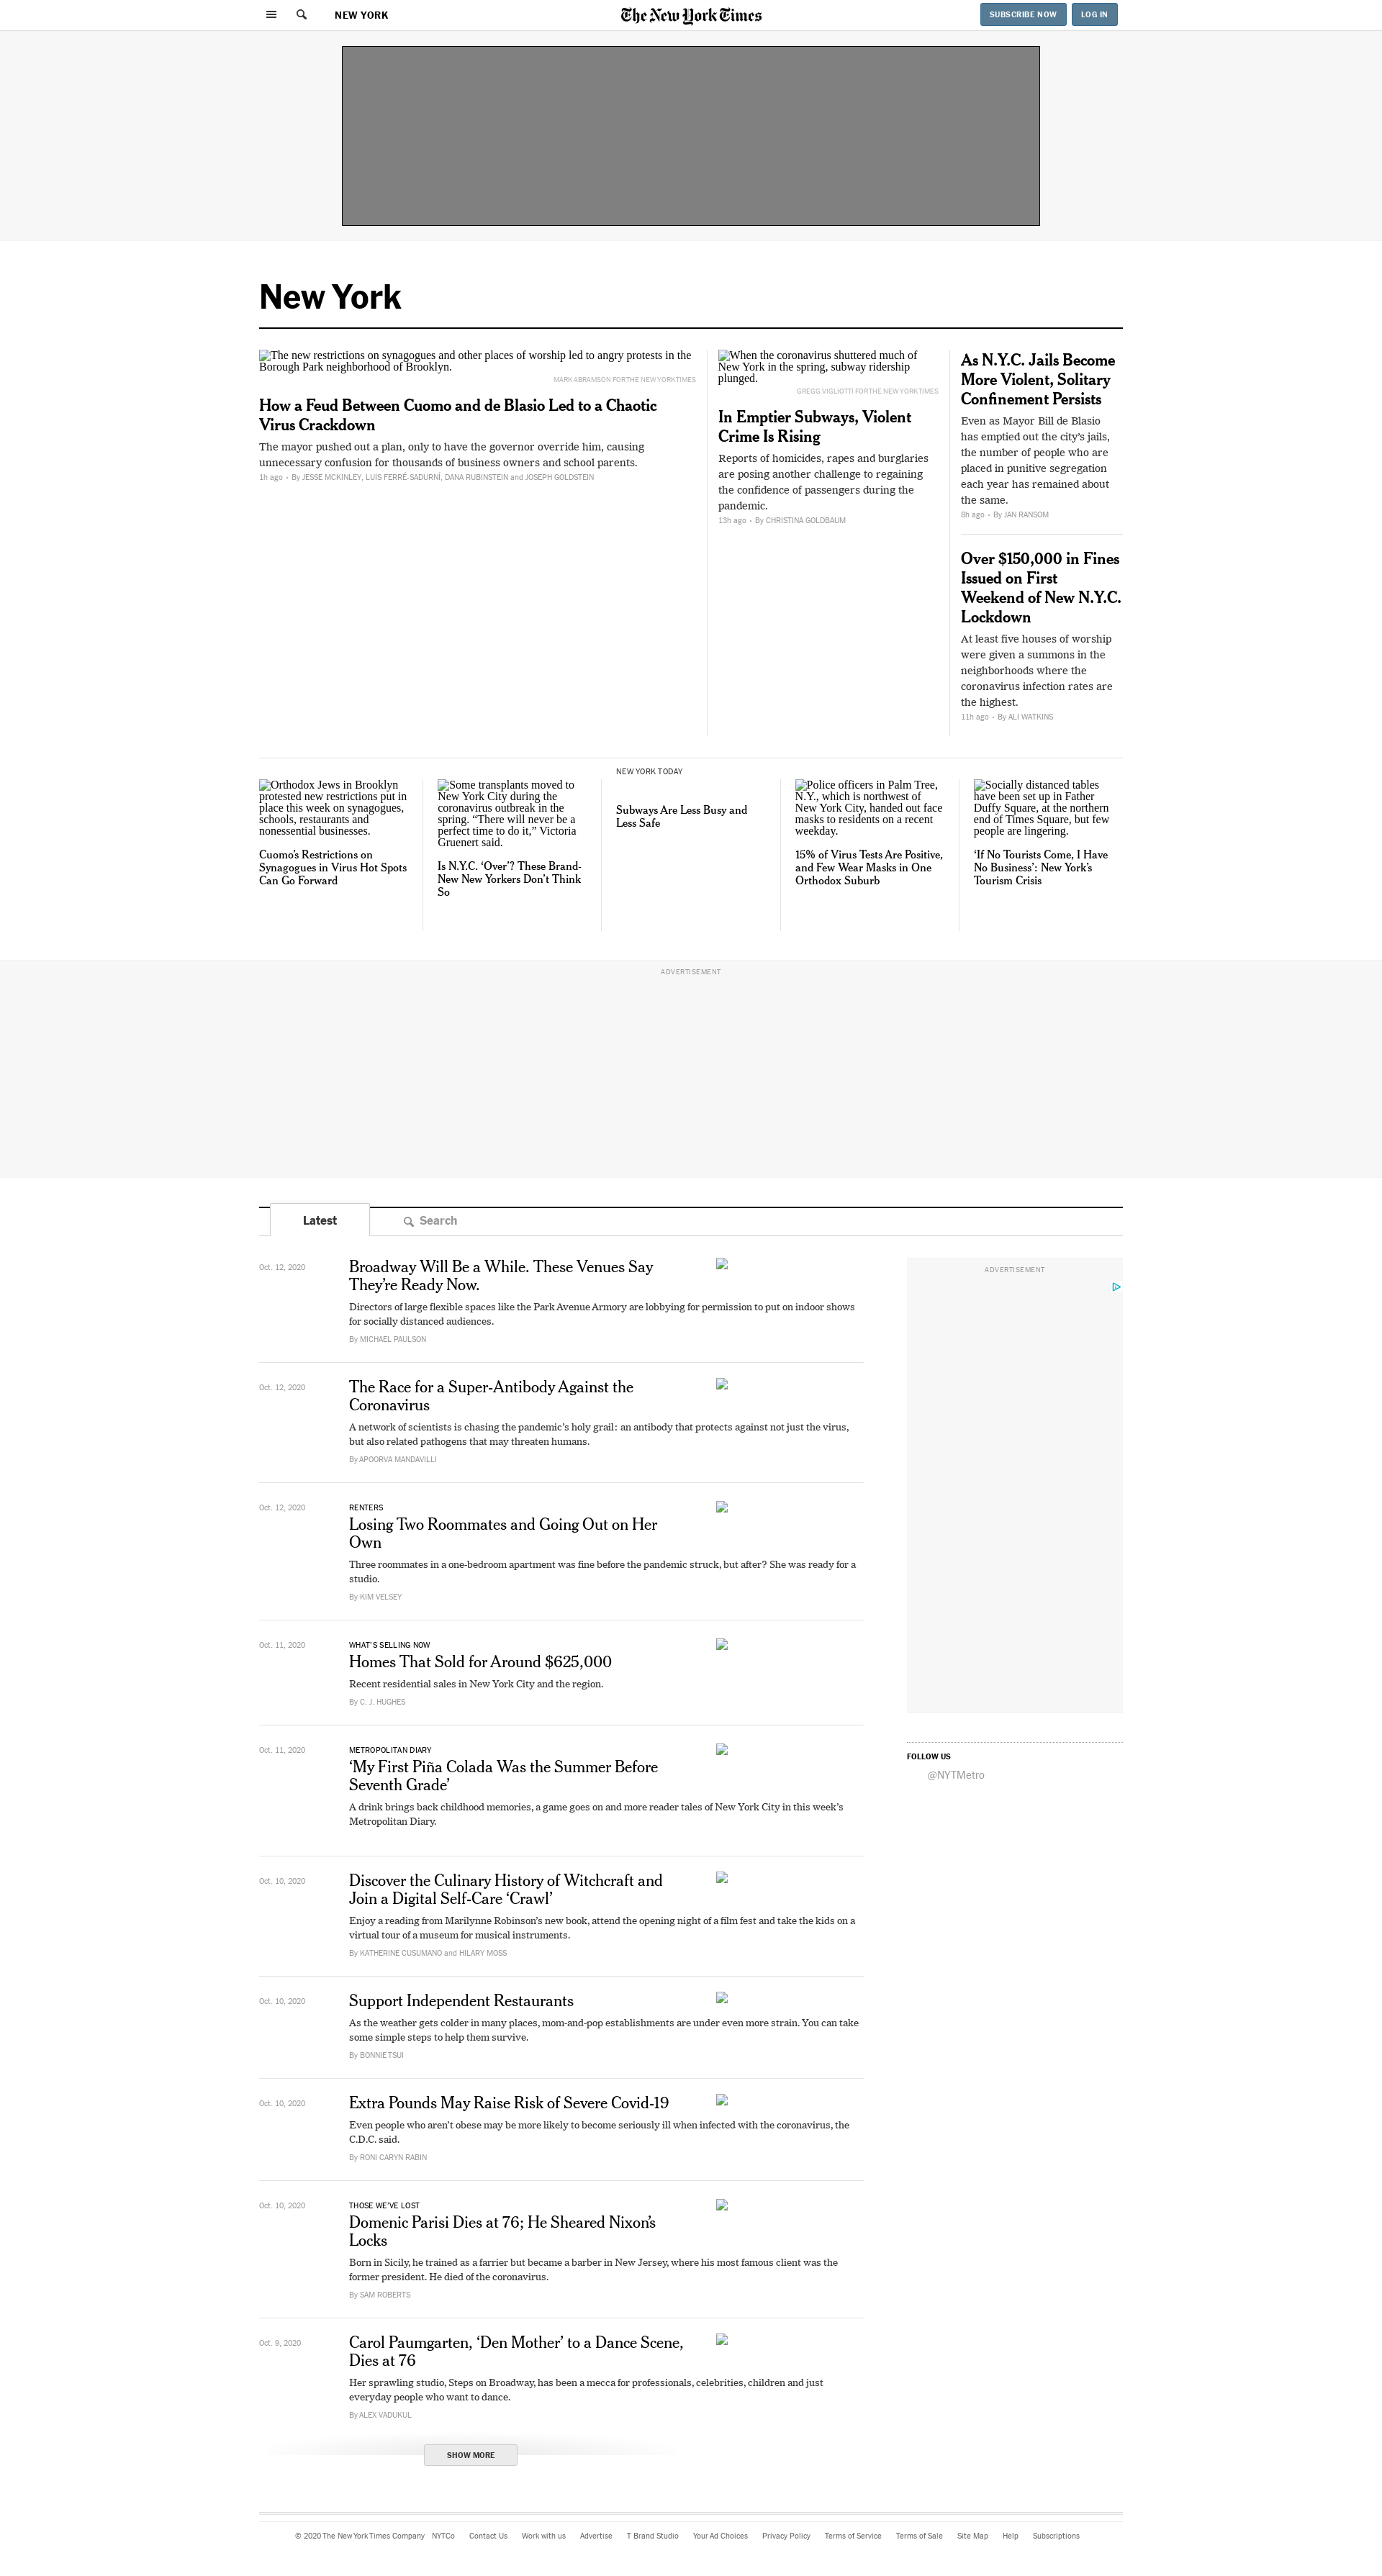 NEW YORK
The New York Times
SUBSCRIBE NOW
LOG IN
New York
The new restrictions on synagogues and other places of worship led to angry protests in the
Borough Park neighborhood of Brooklyn.
MARK ABRAMSON FOR THE NEW YORK TIMES
How a Feud Between Cuomo and de Blasio Led to a Chaotic
Virus Crackdown
The mayor pushed out a plan, only to have the governor override him, causing
unnecessary confusion for thousands of business owners and school parents.
1h ago • By JESSE MCKINLEY, LUIS FERRÉ-SADURNÍ, DANA RUBINSTEIN and JOSEPH GOLDSTEIN
When the coronavirus shuttered much of
New York in the spring, subway ridership
plunged.
GREGG VIGLIOTTI FOR THE NEW YORK TIMES
In Emptier Subways, Violent
Crime Is Rising
Reports of homicides, rapes and burglaries
are posing another challenge to regaining
the confidence of passengers during the
pandemic.
13h ago • By CHRISTINA GOLDBAUM
As N.Y.C. Jails Become
More Violent, Solitary
Confinement Persists
Even as Mayor Bill de Blasio
has emptied out the city's jails,
the number of people who are
placed in punitive segregation
each year has remained about
the same.
8h ago • By JAN RANSOM
Over $150,000 in Fines
Issued on First
Weekend of New N.Y.C.
Lockdown
At least five houses of worship
were given a summons in the
neighborhoods where the
coronavirus infection rates are
the highest.
11h ago • By ALI WATKINS
Orthodox Jews in Brooklyn
protested new restrictions put in
place this week on synagogues,
schools, restaurants and
nonessential businesses.
Cuomo's Restrictions on
Synagogues in Virus Hot Spots
Can Go Forward
Some transplants moved to
New York City during the
coronavirus outbreak in the
spring. “There will never be a
perfect time to do it,” Victoria
Gruenert said.
Is N.Y.C. ‘Over’? These Brand-
New New Yorkers Don’t Think
So
NEW YORK TODAY
Subways Are Less Busy and
Less Safe
Police officers in Palm Tree,
N.Y., which is northwest of
New York City, handed out face
masks to residents on a recent
weekday.
15% of Virus Tests Are Positive,
and Few Wear Masks in One
Orthodox Suburb
Socially distanced tables
have been set up in Father
Duffy Square, at the northern
end of Times Square, but few
people are lingering.
‘If No Tourists Come, I Have
No Business’: New York’s
Tourism Crisis
ADVERTISEMENT
Latest
Search
Oct. 12, 2020
Broadway Will Be a While. These Venues Say
They’re Ready Now.
Directors of large flexible spaces like the Park Avenue Armory are lobbying for permission to put on indoor shows
for socially distanced audiences.
By MICHAEL PAULSON
ADVERTISEMENT
Oct. 12, 2020
The Race for a Super-Antibody Against the
Coronavirus
A network of scientists is chasing the pandemic’s holy grail: an antibody that protects against not just the virus,
but also related pathogens that may threaten humans.
By APOORVA MANDAVILLI
Oct. 12, 2020
RENTERS
Losing Two Roommates and Going Out on Her
Own
Three roommates in a one-bedroom apartment was fine before the pandemic struck, but after? She was ready for a
studio.
By KIM VELSEY
Oct. 11, 2020
WHAT’S SELLING NOW
Homes That Sold for Around $625,000
Recent residential sales in New York City and the region.
By C. J. HUGHES
Oct. 11, 2020
METROPOLITAN DIARY
‘My First Piña Colada Was the Summer Before
Seventh Grade’
A drink brings back childhood memories, a game goes on and more reader tales of New York City in this week’s
Metropolitan Diary.
FOLLOW US
@NYTMetro
Oct. 10, 2020
Discover the Culinary History of Witchcraft and
Join a Digital Self-Care ‘Crawl’
Enjoy a reading from Marilynne Robinson’s new book, attend the opening night of a film fest and take the kids on a
virtual tour of a museum for musical instruments.
By KATHERINE CUSUMANO and HILARY MOSS
Oct. 10, 2020
Support Independent Restaurants
As the weather gets colder in many places, mom-and-pop establishments are under even more strain. You can take
some simple steps to help them survive.
By BONNIE TSUI
Oct. 10, 2020
Extra Pounds May Raise Risk of Severe Covid-19
Even people who aren’t obese may be more likely to become seriously ill when infected with the coronavirus, the
C.D.C. said.
By RONI CARYN RABIN
Oct. 10, 2020
THOSE WE’VE LOST
Domenic Parisi Dies at 76; He Sheared Nixon’s
Locks
Born in Sicily, he trained as a farrier but became a barber in New Jersey, where his most famous client was the
former president. He died of the coronavirus.
By SAM ROBERTS
Oct. 9, 2020
Carol Paumgarten, ‘Den Mother’ to a Dance Scene,
Dies at 76
Her sprawling studio, Steps on Broadway, has been a mecca for professionals, celebrities, children and just
everyday people who want to dance.
By ALEX VADUKUL
SHOW MORE
© 2020 The New York Times Company NYTCo Contact Us Work with us Advertise T Brand Studio Your Ad Choices Privacy Policy Terms of Service Terms of Sale Site Map Help Subscriptions